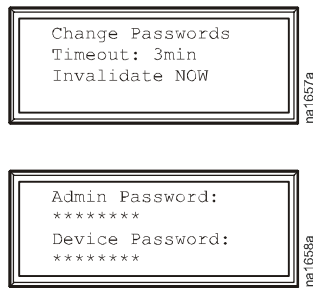 Change Passwords
Timeout: 3min
Invalidate NOW
na1657a
Admin Password:
********
Device Password:
********
na1658a